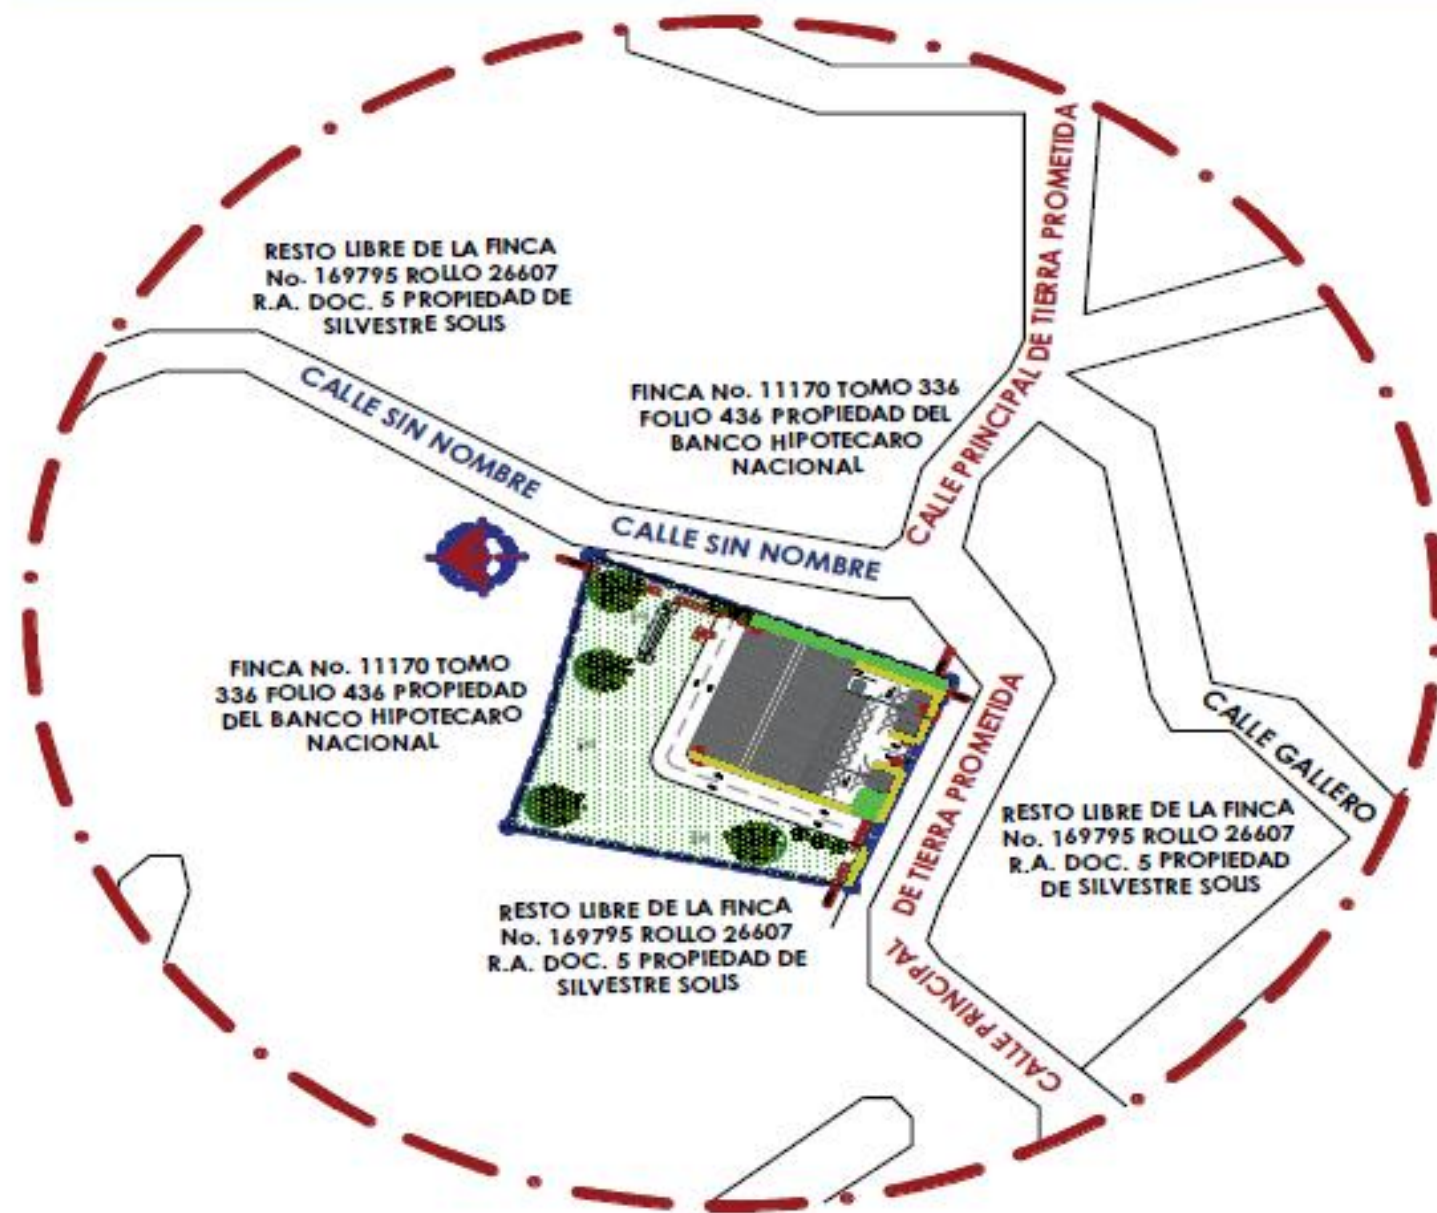 CALLE PRINCIPAL DE TIERRA PROMETIDA
RESTO LIBRE DE LA FINCA
No. 169795 ROLLO 26607
R.A. DOC. 5 PROPIEDAD DE
SILVESTRE SOLIS
CALLE SIN NOMBRE
FINCA No. 11170 TOMO 336
FOLIO 436 PROPIEDAD DEL
BANCO HIPOTECARO
NACIONAL
CALLE SIN NOMBRE
FINCA No. 11170 TOMO
336 FOLIO 436 PROPIEDAD
DEL BANCO HIPOTECARO
NACIONAL
CALLE GALLERO
RESTO LIBRE DE LA FINCA
No. 169795 ROLLO 26607
R.A. DOC. 5 PROPIEDAD
DE SILVESTRE SOLIS
RESTO LIBRE DE LA FINCA
No. 169795 ROLLO 26607
R.A. DOC. 5 PROPIEDAD DE
SILVESTRE SOLIS
CALLE PRINCIPAL
DE TIERRA PROMETIDA